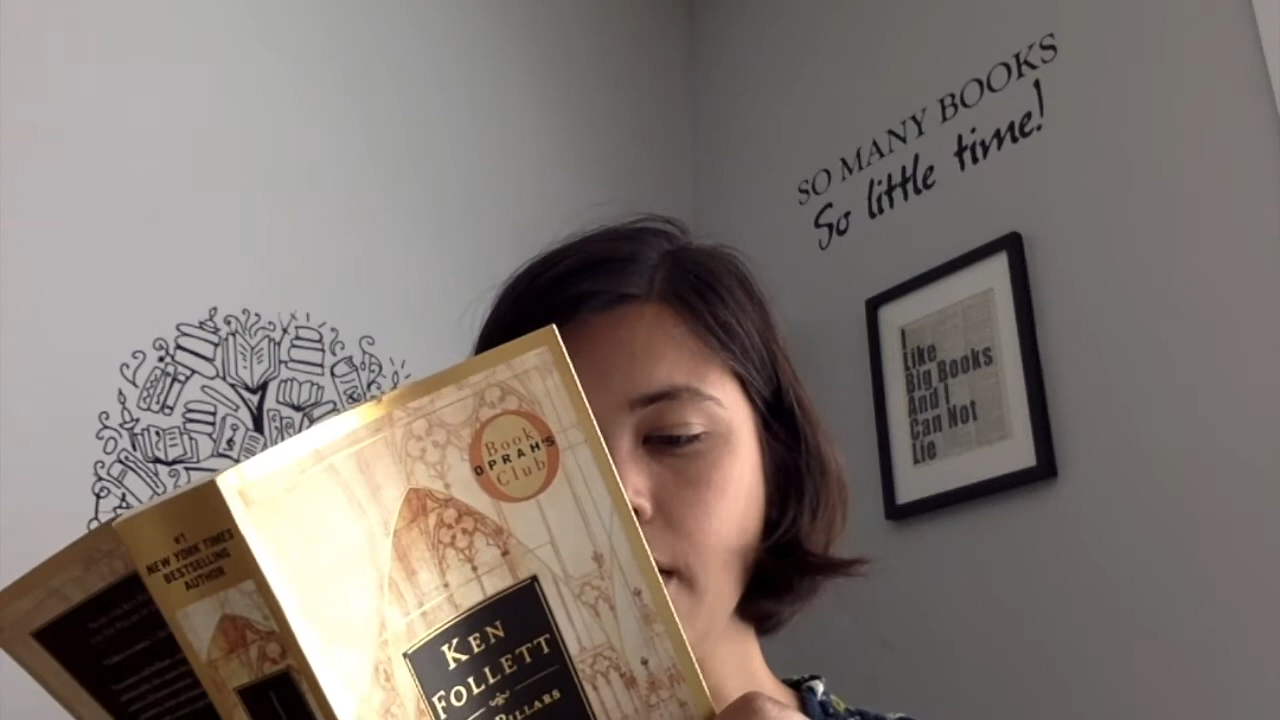 SO MANY BOOKS
So little time!
I
Like
Big Books
And I
Can Not
Lie
Book
OPRAH'S
Club
#1
NEW YORK TIMES
BESTSELLING
AUTHOR
KEN
FOLLETT
PILLARS